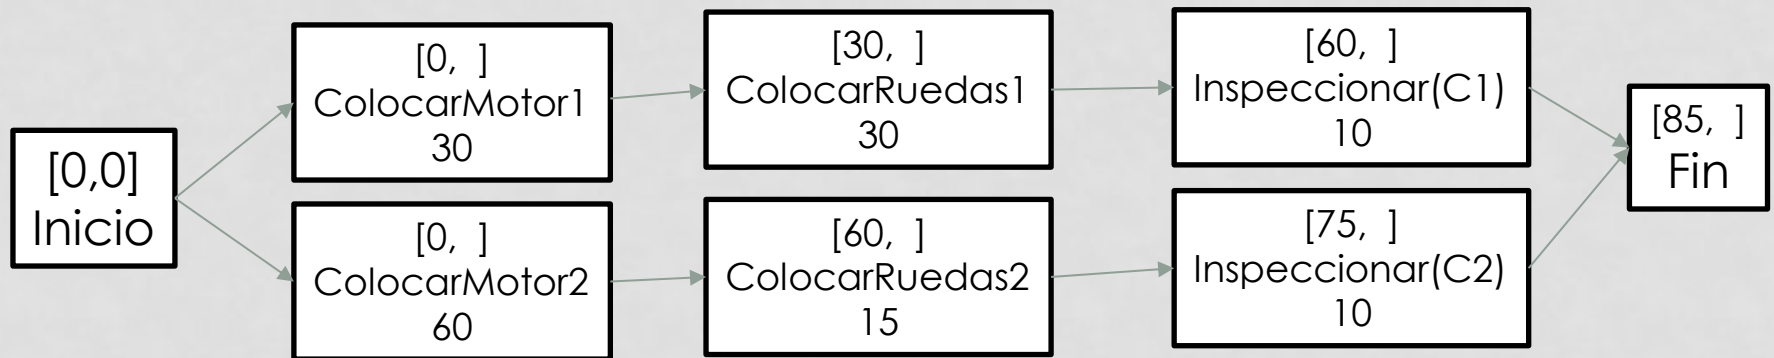 [0,0]
Inicio
[0,  ]
ColocarMotor1
30
[30,  ]
ColocarRuedas1
30
[60,  ]
Inspeccionar(C1)
10
[0,  ]
ColocarMotor2
60
[60,  ]
ColocarRuedas2
15
[75,  ]
Inspeccionar(C2)
10
[85,  ]
Fin